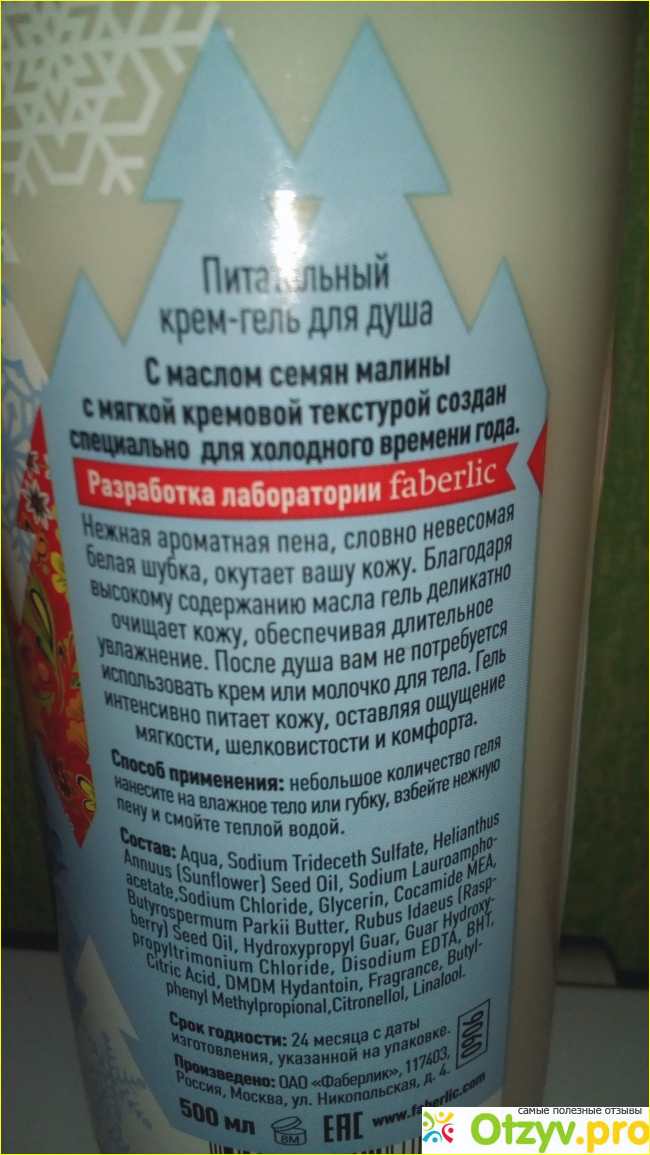 Питательный
крем-гель для душа
С маслом семян малины
с мягкой кремовой текстурой создан
специально для холодного времени года.
Разработка лаборатории faberlic
Нежная ароматная пена, словно невесомая
белая шубка, окутает вашу кожу. Благодаря
высокому содержанию масла гель деликатно
очищает кожу, обеспечивая длительное
увлажнение. После душа вам не потребуется
использовать крем или молочко для тела. Гель
интенсивно питает кожу, оставляя ощущение
мягкости, шелковистости и комфорта.
Способ применения: небольшое количество геля
нанесите на влажное тело или губку, взбейте нежную
пену и смойте теплой водой.
Состав: Aqua, Sodium Trideceth Sulfate, Helianthus
Annuus (Sunflower) Seed Oil, Sodium Lauroampho-
acetate,Sodium Chloride, Glycerin, Cocamide MEA,
Butyrospermum Parkii Butter, Rubus Idaeus (Rasp-
berry) Seed Oil, Hydroxypropyl Guar, Guar Hydroxy-
propyltrimonium Chloride, Disodium EDTA, BHT,
Citric Acid, DMDM Hydantoin, Fragrance, Butyl-
phenyl Methylpropional,Citronellol, Linalool.
Срок годности: 24 месяца с даты
изготовления, указанной на упаковке.
9060
Произведено: ОАО «Фаберлик», 117403,
Россия, Москва, ул. Никопольская, д. 4.
500 мл
8M
EAC
www.faberlic.com
самые полезные отзывы
Otzyv.pro